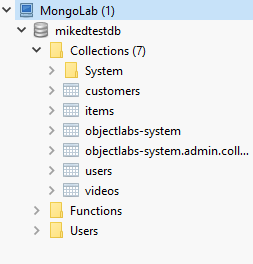 MongoLab (1)
mikedtestdb
Collections (7)
System
customers
items
objectlabs-system
objectlabs-system.admin.coll...
users
videos
Functions
Users